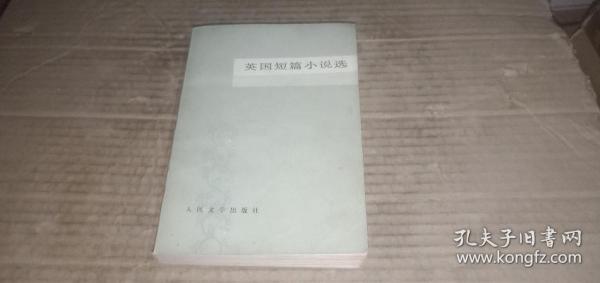 英国短篇小说选
人民文学出版社
孔夫子旧书网
kongfz.com